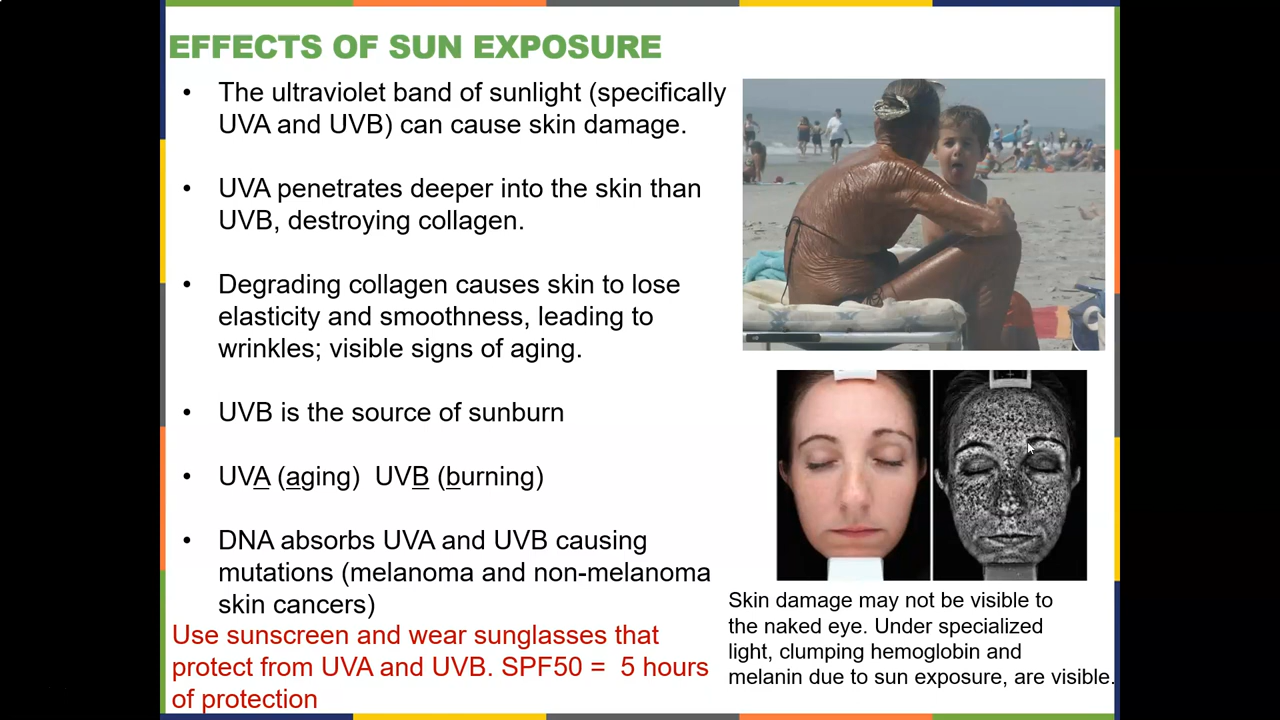 EFFECTS OF SUN EXPOSURE
• The ultraviolet band of sunlight (specifically
UVA and UVB) can cause skin damage.
• UVA penetrates deeper into the skin than
UVB, destroying collagen.
• Degrading collagen causes skin to lose
elasticity and smoothness, leading to
wrinkles; visible signs of aging.
• UVB is the source of sunburn
• UVA (aging)  UVB (burning)
• DNA absorbs UVA and UVB causing
mutations (melanoma and non-melanoma
skin cancers)
Use sunscreen and wear sunglasses that
protect from UVA and UVB. SPF50 =  5 hours
of protection
Skin damage may not be visible to
the naked eye. Under specialized
light, clumping hemoglobin and
melanin due to sun exposure, are visible.